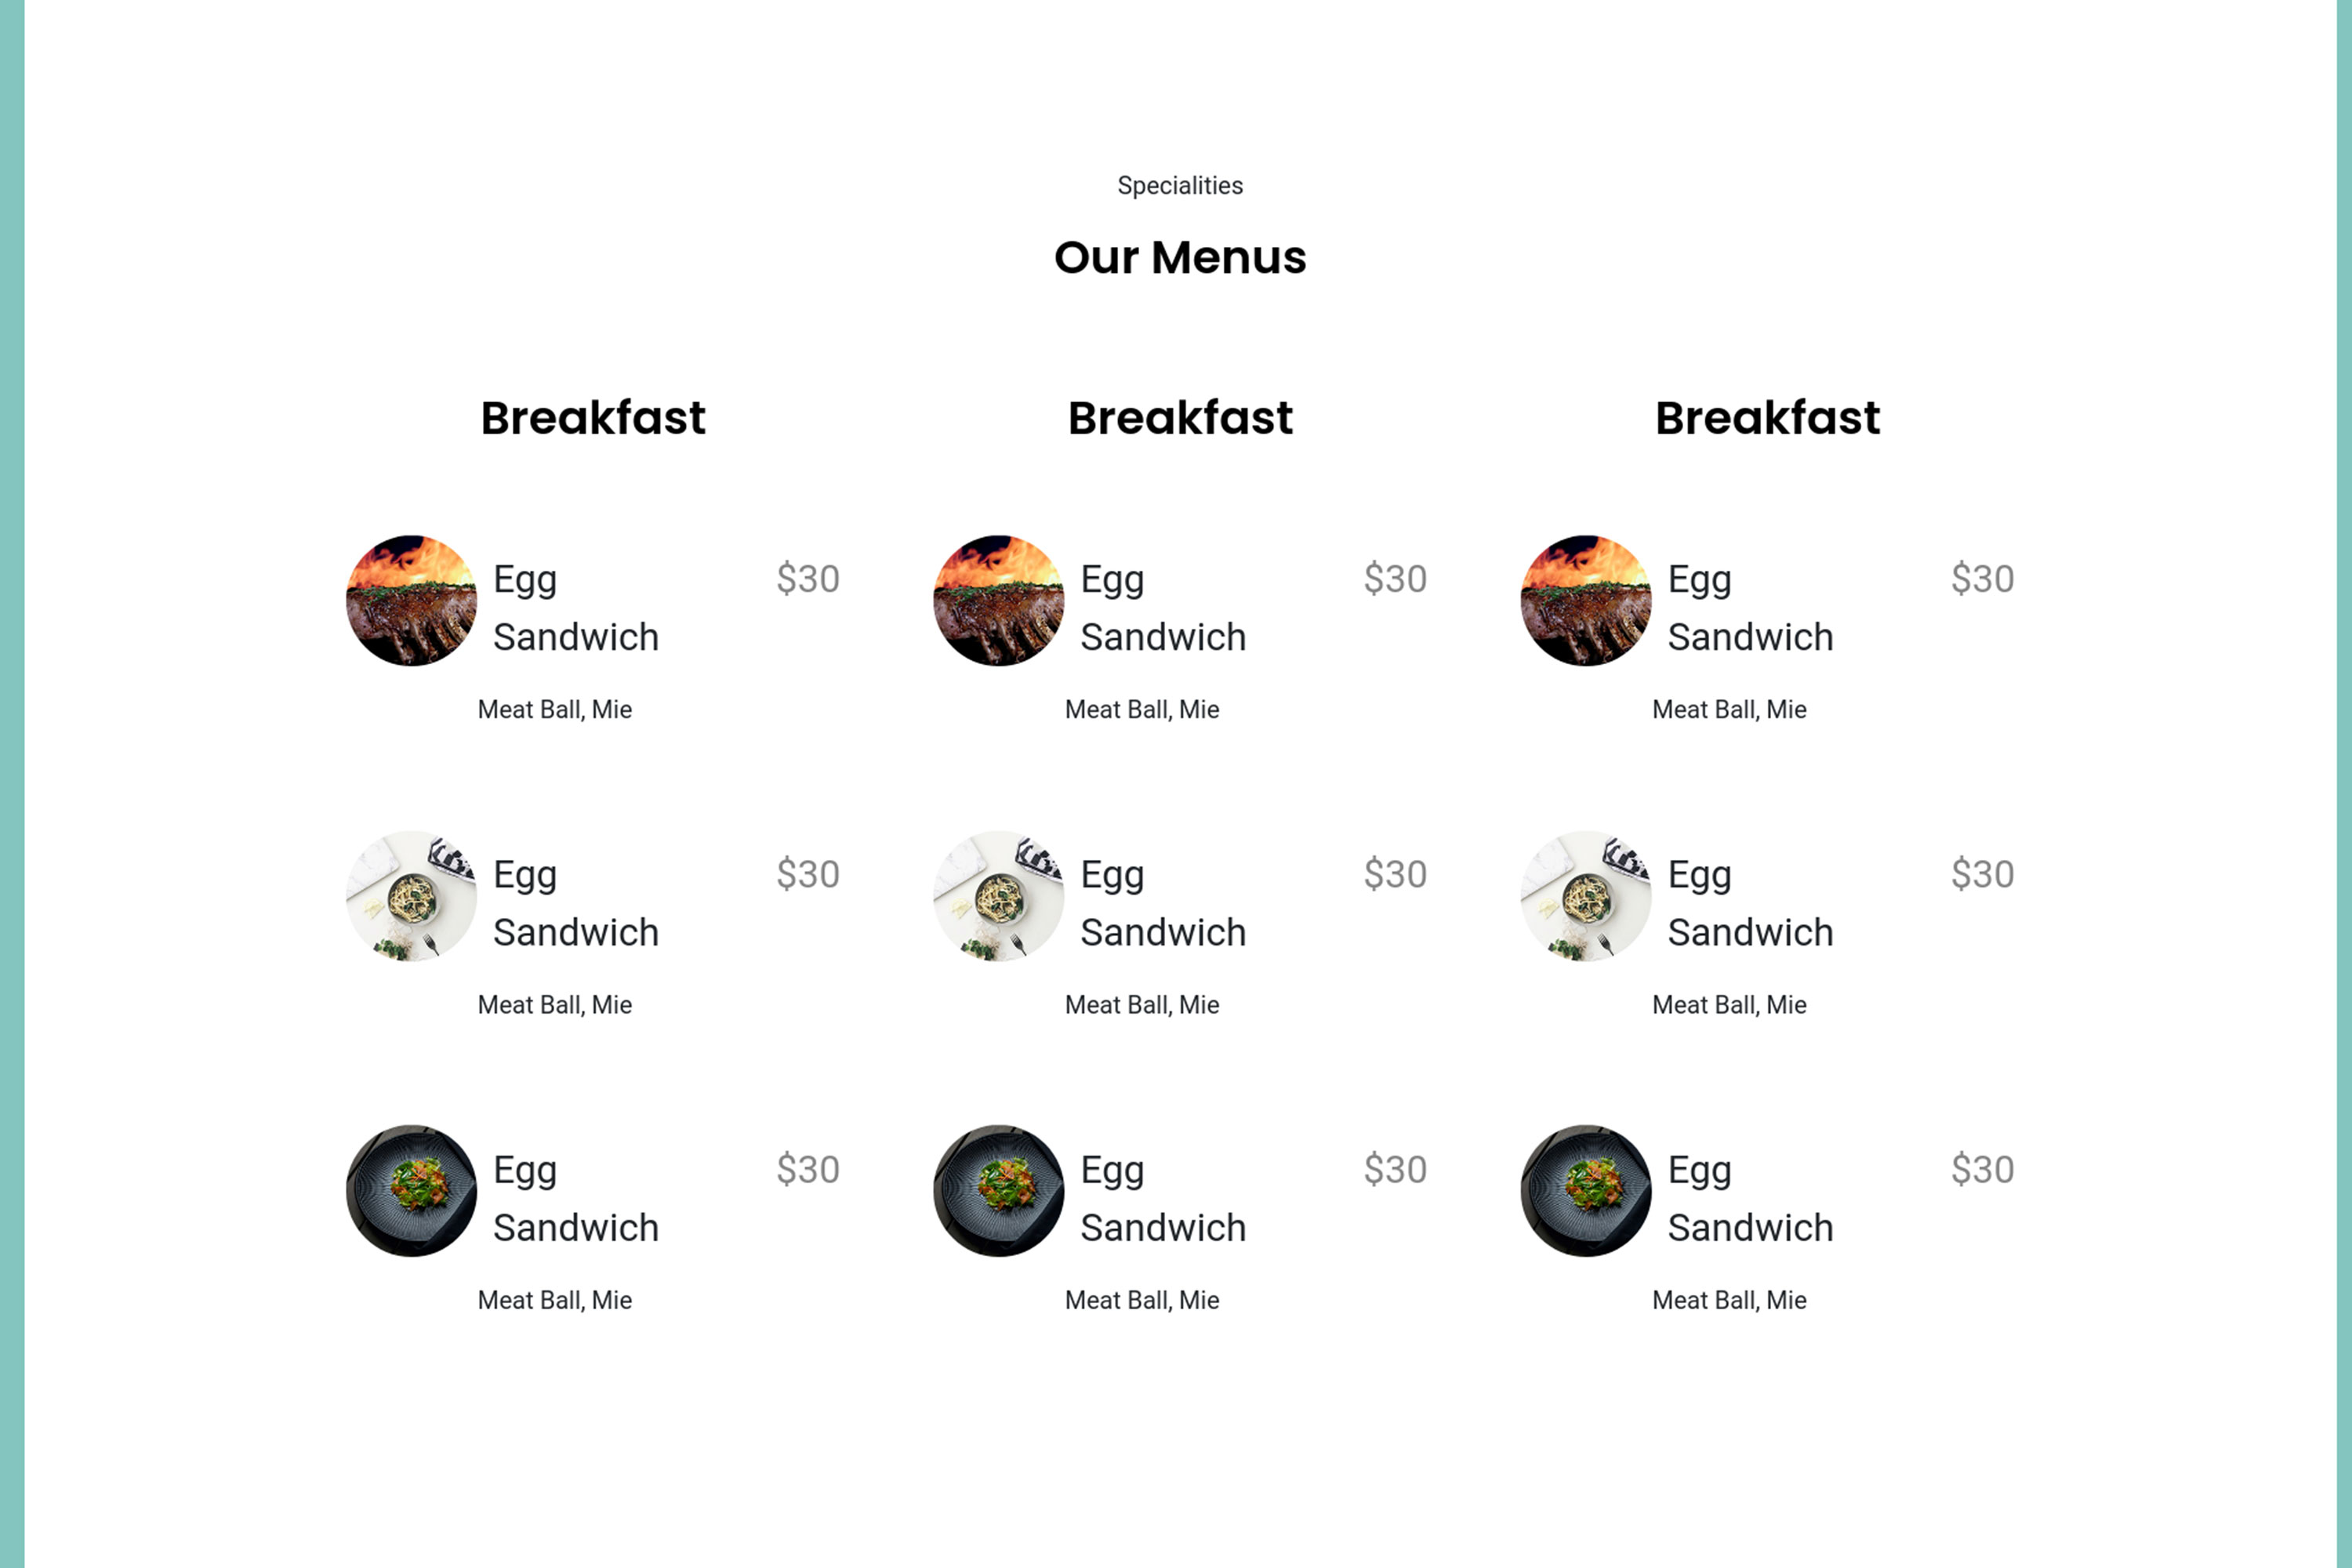 Specialities
Our Menus
Breakfast
Egg
Sandwich
$30
Meat Ball, Mie
Egg
Sandwich
$30
Meat Ball, Mie
Egg
Sandwich
$30
Meat Ball, Mie
Breakfast
Egg
Sandwich
$30
Meat Ball, Mie
Egg
Sandwich
$30
Meat Ball, Mie
Egg
Sandwich
$30
Meat Ball, Mie
Breakfast
Egg
Sandwich
$30
Meat Ball, Mie
Egg
Sandwich
$30
Meat Ball, Mie
Egg
Sandwich
$30
Meat Ball, Mie